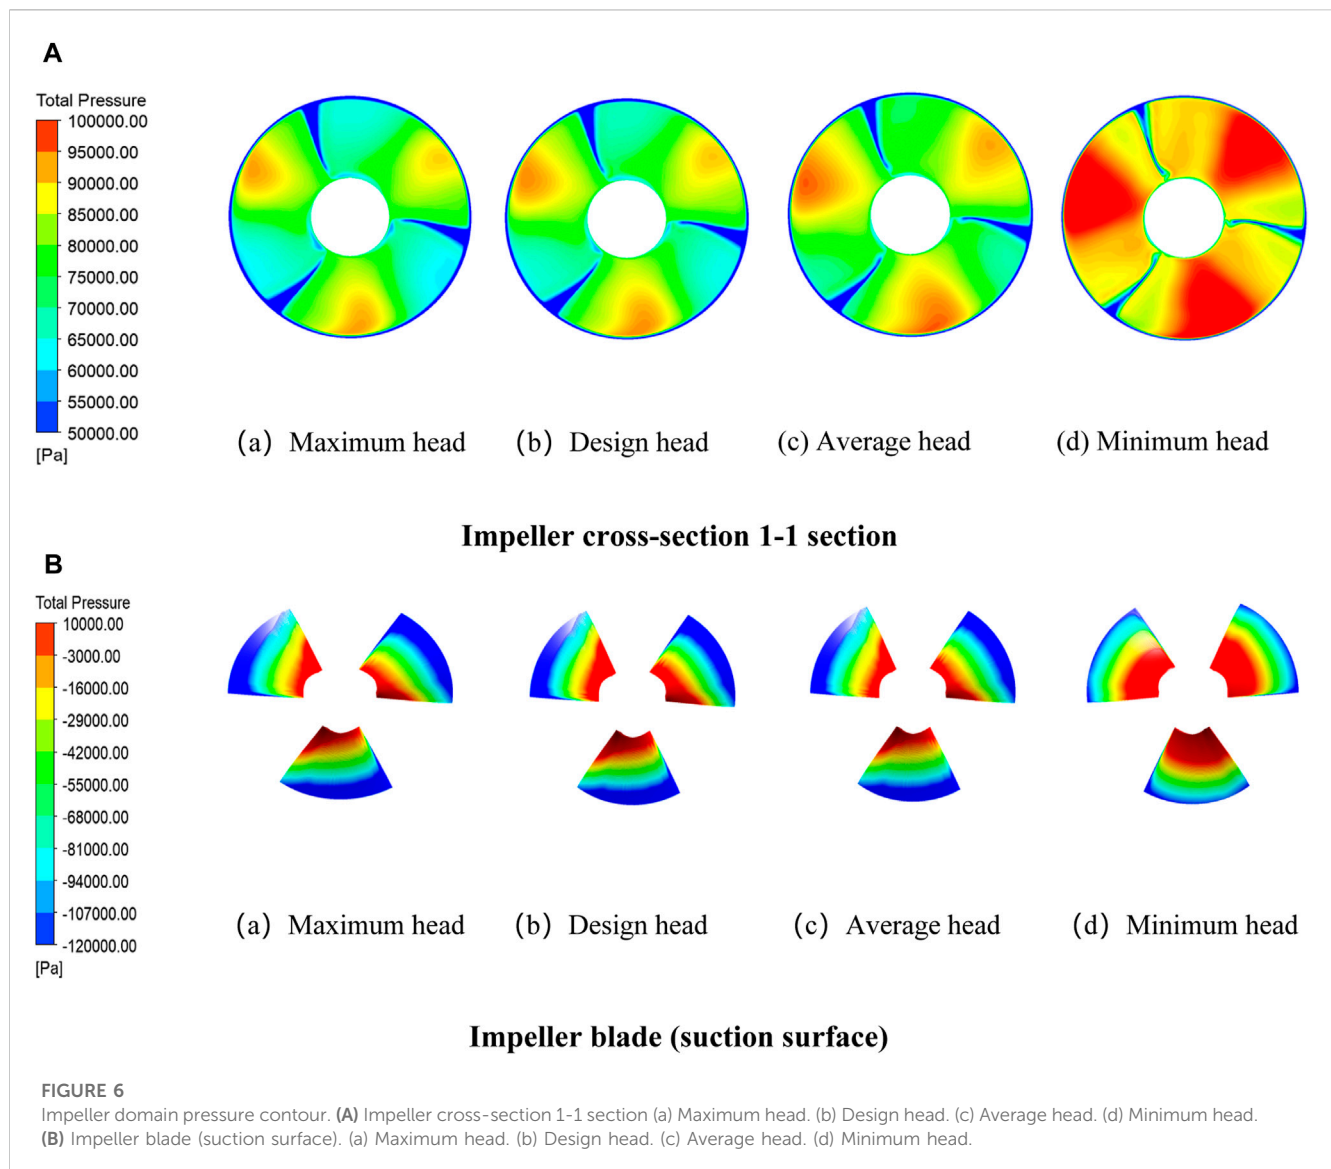 A
Total Pressure
100000.00
95000.00
90000.00
85000.00
80000.00
75000.00
70000.00
65000.00
60000.00
55000.00
50000.00
[Pa]
(a) Maximum head
(b) Design head
(c) Average head
(d) Minimum head
Impeller cross-section 1-1 section
B
Total Pressure
10000.00
-3000.00
-16000.00
-29000.00
-42000.00
-55000.00
-68000.00
-81000.00
-94000.00
-107000.00
-120000.00
[Pa]
(a) Maximum head
(b) Design head
(c) Average head
(d) Minimum head
Impeller blade (suction surface)
FIGURE 6
Impeller domain pressure contour. (A) Impeller cross-section 1-1 section (a) Maximum head. (b) Design head. (c) Average head. (d) Minimum head.
(B) Impeller blade (suction surface). (a) Maximum head. (b) Design head. (c) Average head. (d) Minimum head.